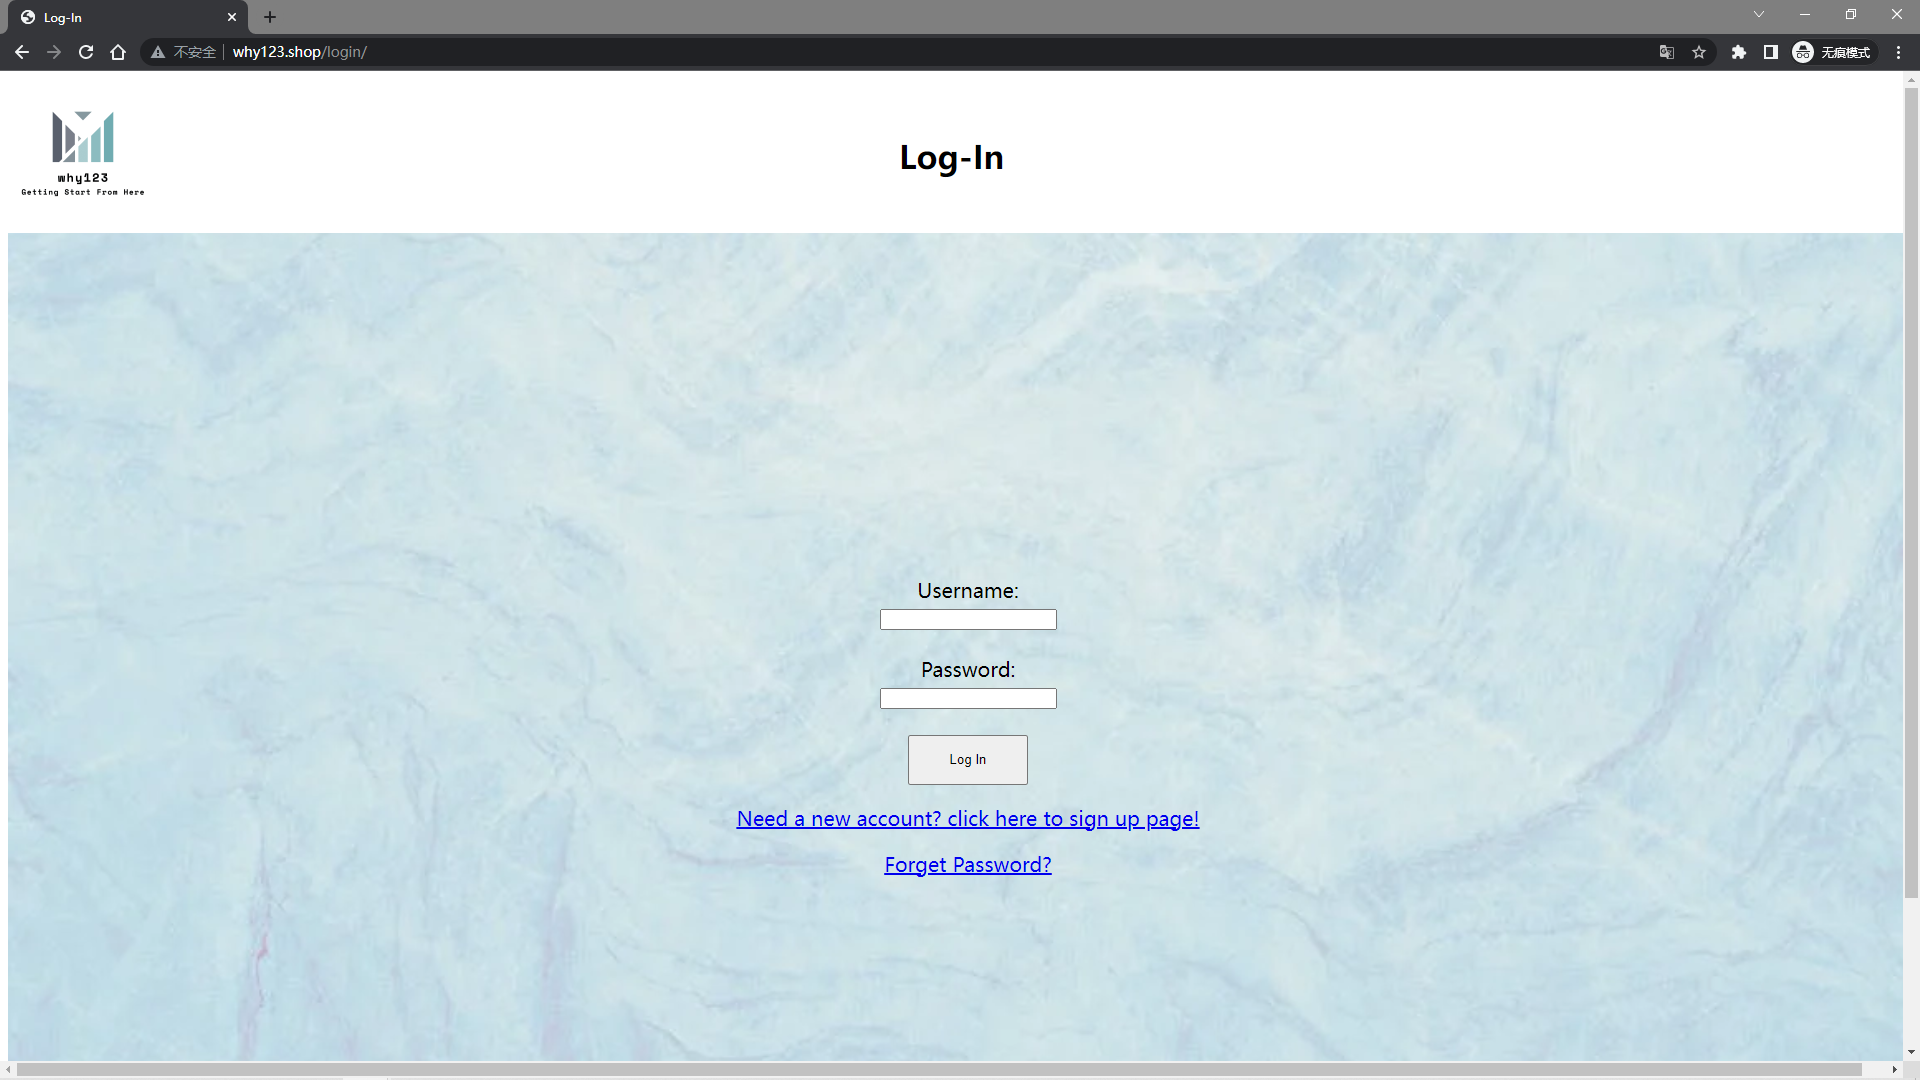 Log-In
不安全 why123.shop/login/ 无痕模式
why123
Getting Start From Here
Log-In
Username:
Password:
Log In
Need a new account? click here to sign up page!
Forget Password?